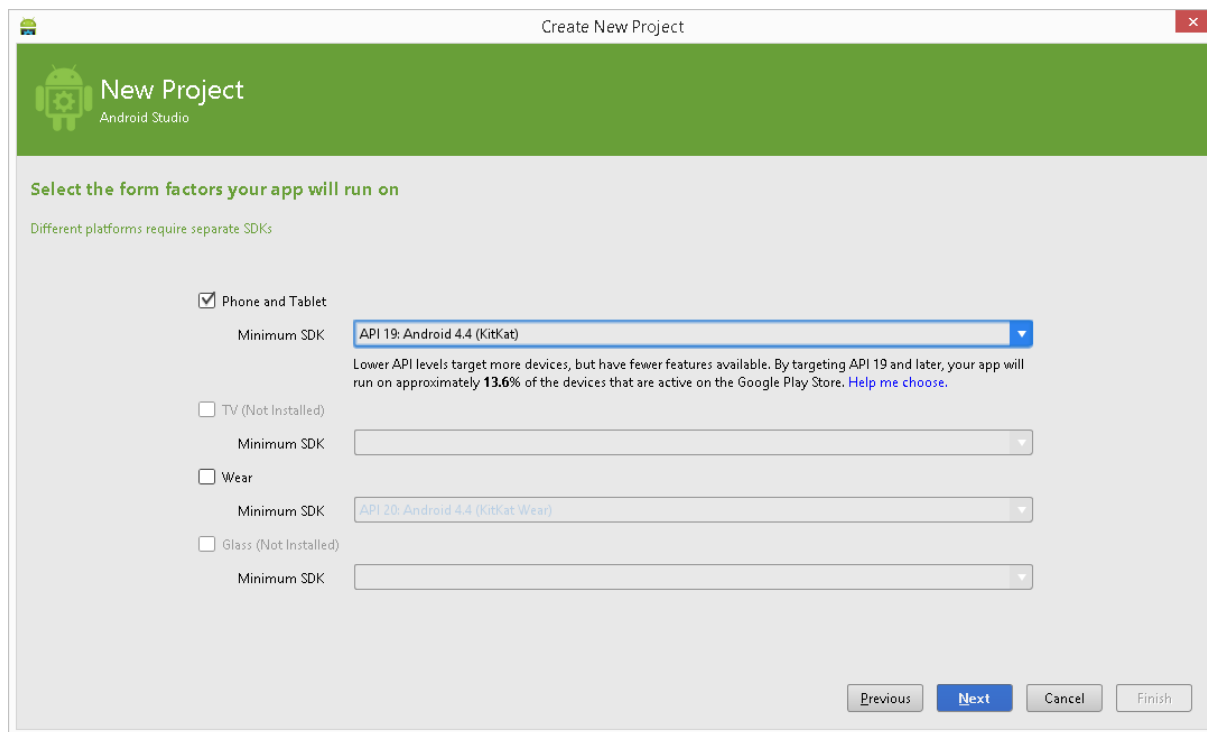 Create New Project
New Project
Android Studio
Select the form factors your app will run on
Different platforms require separate SDKs
Phone and Tablet
Minimum SDK
API 19: Android 4.4 (KitKat)
Lower API levels target more devices, but have fewer features available. By targeting API 19 and later, your app will
run on approximately 13.6% of the devices that are active on the Google Play Store. Help me choose.
TV (Not Installed)
Minimum SDK
Wear
Minimum SDK
API 20: Android 4.4 (KitKat Wear)
Glass (Not Installed)
Minimum SDK
Previous
Next
Cancel
Finish